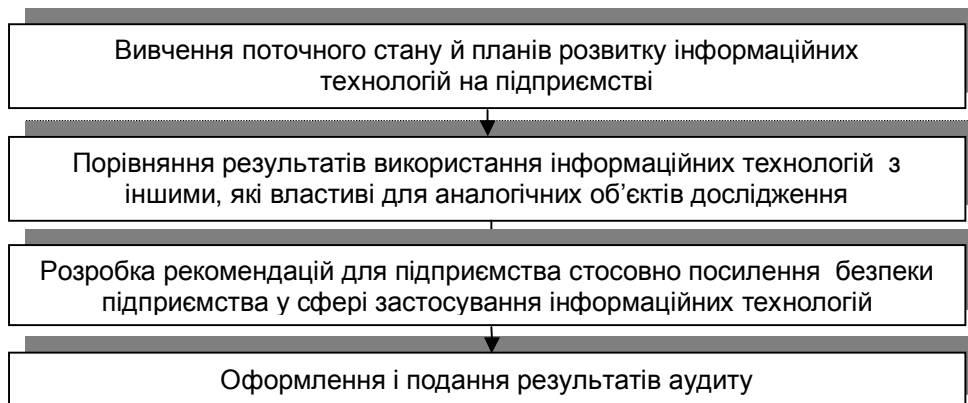 Вивчення поточного стану й планів розвитку інформаційних
технологій на підприємстві
Порівняння результатів використання інформаційних технологій з
іншими, які властиві для аналогічних об’єктів дослідження
Розробка рекомендацій для підприємства стосовно посилення безпеки
підприємства у сфері застосування інформаційних технологій
Оформлення і подання результатів аудиту